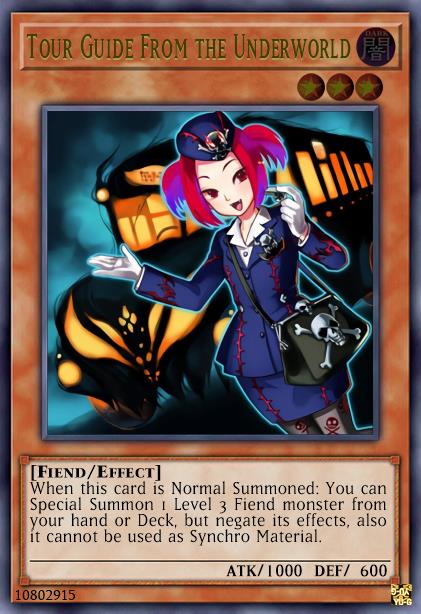 Tour Guide From the Underworld
DARK
闇
[Fiend/Effect]
When this card is Normal Summoned: You can
Special Summon 1 Level 3 Fiend monster from
your hand or Deck, but negate its effects, also
it cannot be used as Synchro Material.
ATK/1000 DEF/ 600
10802915